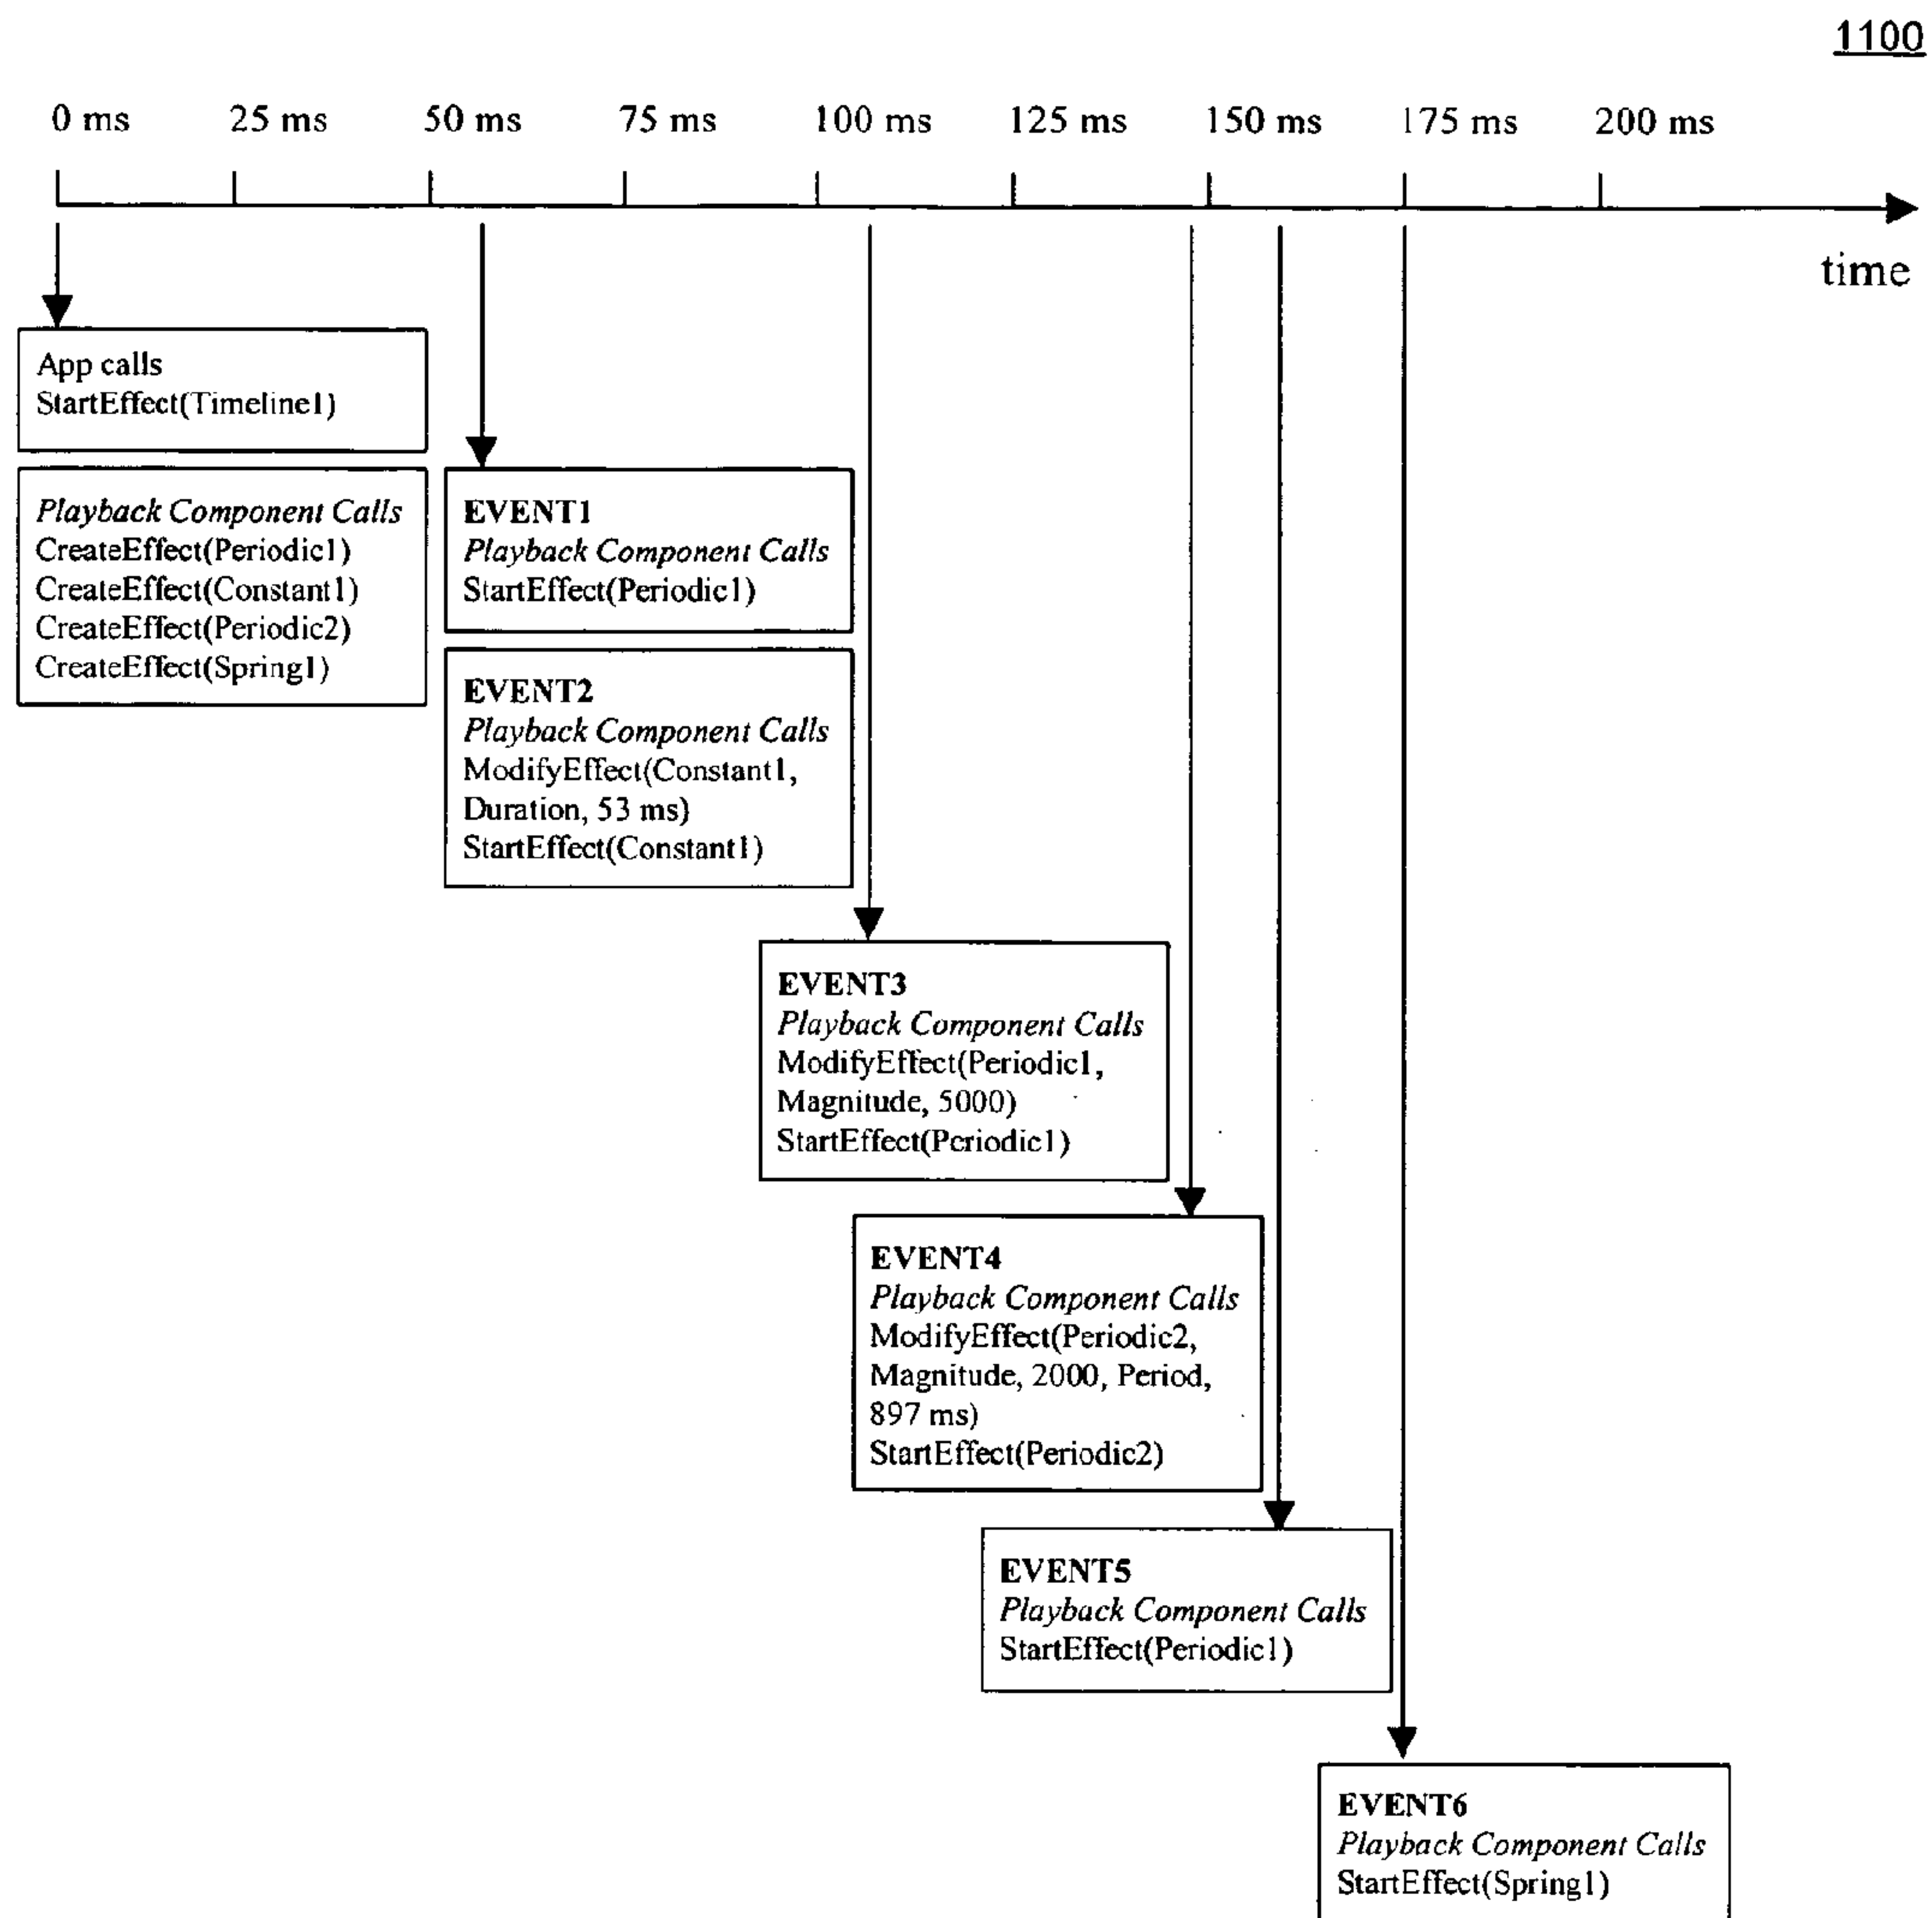 1100
0 ms 25 ms 50 ms 75 ms 100 ms 125 ms 150 ms 175 ms 200 ms
time
App calls
StartEffect(Timeline1)
Playback Component Calls
CreateEffect(Periodic1)
CreateEffect(Constant1)
CreateEffect(Periodic2)
CreateEffect(Spring1)
EVENT1
Playback Component Calls
StartEffect(Periodic1)
EVENT2
Playback Component Calls
ModifyEffect(Constant1,
Duration, 53 ms)
StartEffect(Constant1)
EVENT3
Playback Component Calls
ModifyEffect(Periodic1,
Magnitude, 5000)
StartEffect(Periodic1)
EVENT4
Playback Component Calls
ModifyEffect(Periodic2,
Magnitude, 2000, Period,
897 ms)
StartEffect(Periodic2)
EVENT5
Playback Component Calls
StartEffect(Periodic1)
EVENT6
Playback Component Calls
StartEffect(Spring1)